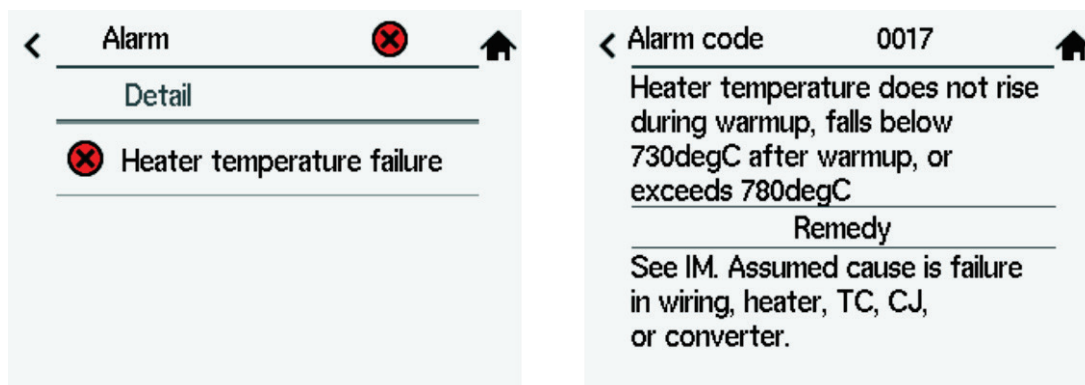 Alarm
Detail
Heater temperature failure
Alarm code 0017
Heater temperature does not rise
during warmup, falls below
730degC after warmup, or
exceeds 780degC
Remedy
See IM. Assumed cause is failure
in wiring, heater, TC, CJ,
or converter.